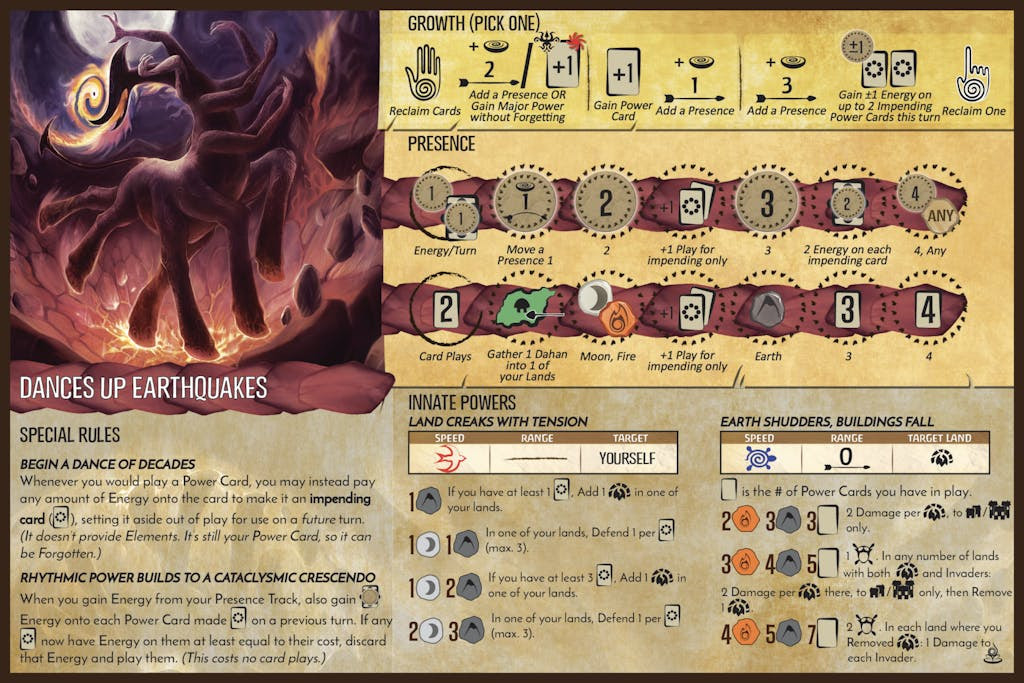 GROWTH (PICK ONE)
+
2
+1
+1
+
1
+
3
±1
Reclaim Cards
Add a Presence OR
Gain Major Power
without Forgetting
Gain Power
Card
Add a Presence
Add a Presence
Gain ±1 Energy on
up to 2 Impending
Power Cards this turn
Reclaim One
PRESENCE
1
1
1
2
+1
3
2
4
ANY
Energy/Turn
Move a
Presence 1
2
+1 Play for
impending only
3
2 Energy on each
impending card
4, Any
2
+1
3
4
Card Plays
Gather 1 Dahan
into 1 of
your Lands
Moon, Fire
+1 Play for
impending only
Earth
3
4
DANCES UP EARTHQUAKES
SPECIAL RULES
BEGIN A DANCE OF DECADES
Whenever you would play a Power Card, you may instead pay
any amount of Energy onto the card to make it an impending
card ( ), setting it aside out of play for use on a future turn.
(It doesn't provide Elements. It's still your Power Card, so it can
be Forgotten.)
RHYTHMIC POWER BUILDS TO A CATACLYSMIC CRESCENDO
When you gain Energy from your Presence Track, also gain
Energy onto each Power Card made on a previous turn. If any
now have Energy on them at least equal to their cost, discard
that Energy and play them. (This costs no card plays.)
INNATE POWERS
LAND CREAKS WITH TENSION
SPEED RANGE TARGET
YOURSELF
1 If you have at least 1 , Add 1 in one of
your lands.
1 1 In one of your lands, Defend 1 per
(max. 3).
1 2 If you have at least 3 , Add 1 in
one of your lands.
2 3 In one of your lands, Defend 1 per
(max. 3).
EARTH SHUDDERS, BUILDINGS FALL
SPEED RANGE TARGET LAND
0
is the # of Power Cards you have in play.
2 3 3 2 Damage per , to /
only.
3 4 5 1 . In any number of lands
with both and Invaders:
2 Damage per there, to / only, then Remove
1 .
4 5 7 2 . In each land where you
Removed : 1 Damage to
each Invader.